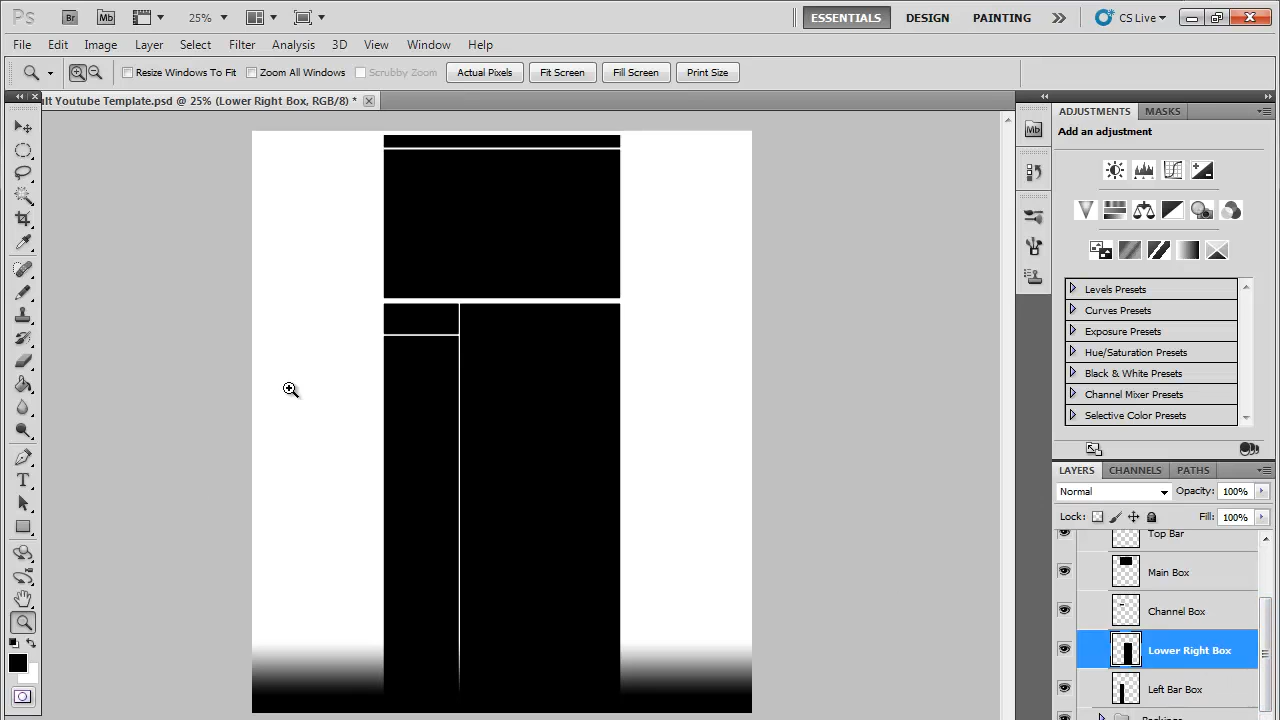 Ps Br Mb 25% ESSENTIALS DESIGN PAINTING CS Live
File Edit Image Layer Select Filter Analysis 3D View Window Help
Resize Windows To Fit Zoom All Windows Scrubby Zoom Actual Pixels Fit Screen Fill Screen Print Size
ult Youtube Template.psd @ 25% (Lower Right Box, RGB/8) *
ADJUSTMENTS MASKS
Mb
Add an adjustment
Levels Presets
Curves Presets
Exposure Presets
Hue/Saturation Presets
Black & White Presets
Channel Mixer Presets
Selective Color Presets
LAYERS CHANNELS PATHS
Normal Opacity: 100%
Lock: Fill: 100%
Top Bar
Main Box
Channel Box
Lower Right Box
Left Bar Box
T